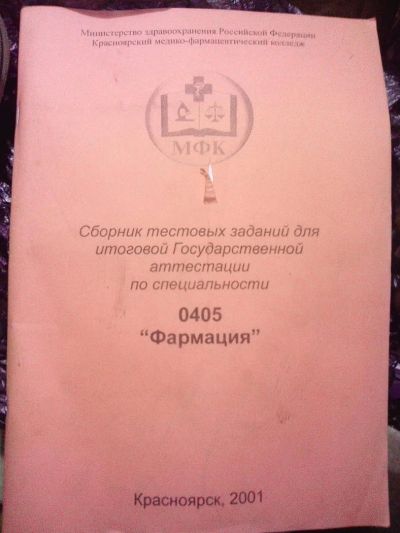 Министерство здравоохранения Российской Федерации
Красноярский медико-фармацевтический колледж
МФК
Сборник тестовых заданий для
итоговой Государственной
аттестации
по специальности
0405
“Фармация”
Красноярск, 2001